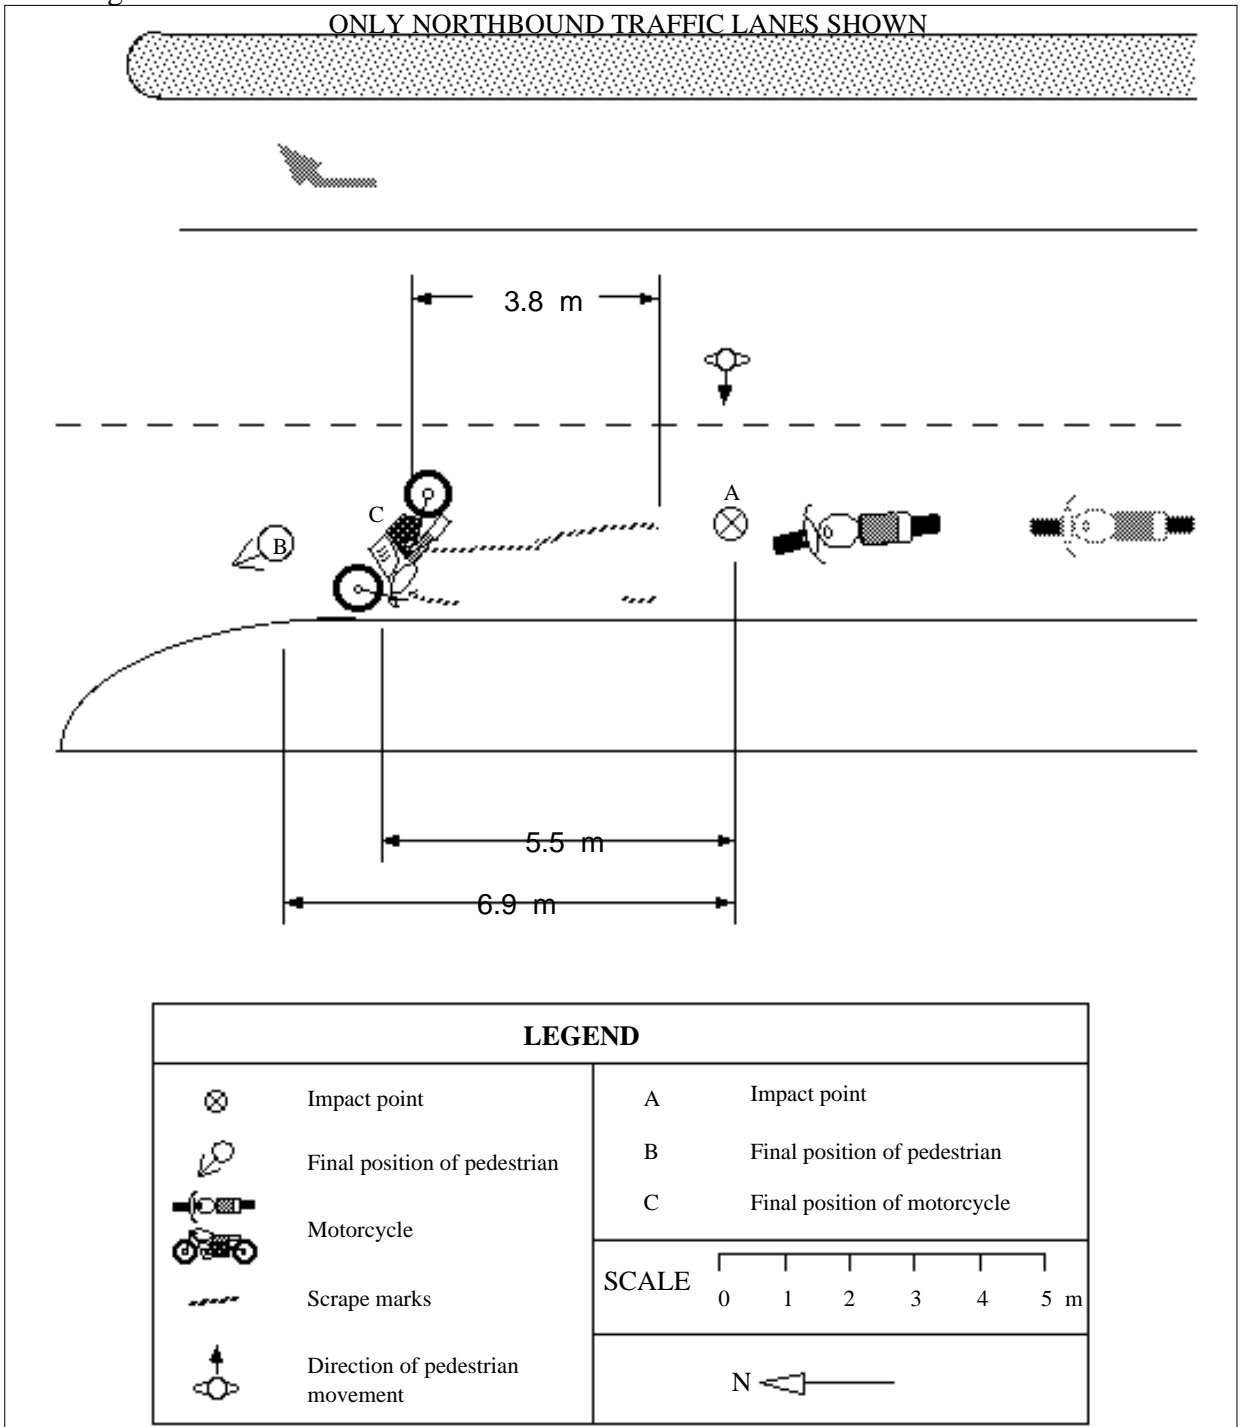 ONLY NORTHBOUND TRAFFIC LANES SHOWN
3.8 m
A
C
B
5.5 m
6.9 m
LEGEND
Impact point
Final position of pedestrian
Motorcycle
Scrape marks
Direction of pedestrian
movement
A Impact point
B Final position of pedestrian
C Final position of motorcycle
SCALE
0 1 2 3 4 5 m
N